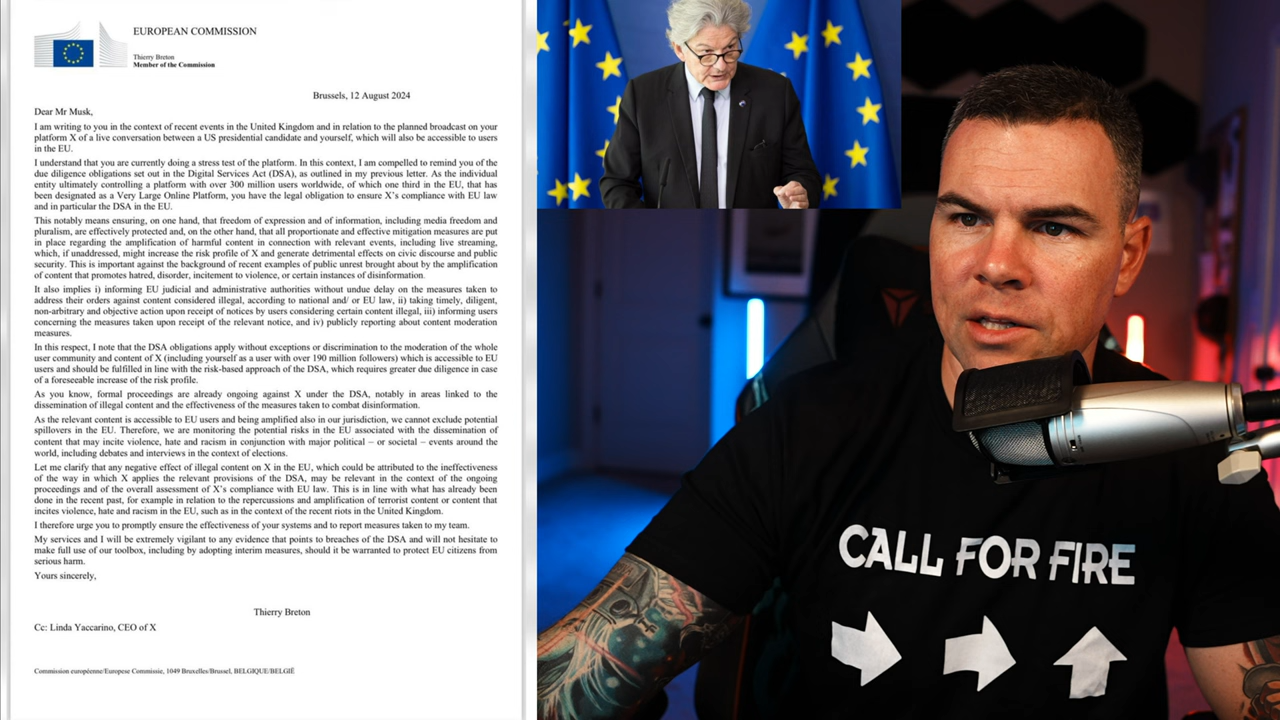 EUROPEAN COMMISSION
Thierry Breton
Member of the Commission
Brussels, 12 August 2024
Dear Mr Musk,
I am writing to you in the context of recent events in the United Kingdom and in relation to the planned broadcast on your
platform X of a live conversation between a US presidential candidate and yourself, which will also be accessible to users
in the EU.
I understand that you are currently doing a stress test of the platform. In this context, I am compelled to remind you of the
due diligence obligations set out in the Digital Services Act (DSA), as outlined in my previous letter. As the individual
entity ultimately controlling a platform with over 300 million users worldwide, of which one third in the EU, that has
been designated as a Very Large Online Platform, you have the legal obligation to ensure X's compliance with EU law
and in particular the DSA in the EU.
This notably means ensuring, on one hand, that freedom of expression and of information, including media freedom and
pluralism, are effectively protected and, on the other hand, that all proportionate and effective mitigation measures are put
in place regarding the amplification of harmful content in connection with relevant events, including live streaming,
which, if unaddressed, might increase the risk profile of X and generate detrimental effects on civic discourse and public
security. This is important against the background of recent examples of public unrest brought about by the amplification
of content that promotes hatred, disorder, incitement to violence, or certain instances of disinformation.
It also implies i) informing EU judicial and administrative authorities without undue delay on the measures taken to
address their orders against content considered illegal, according to national and/ or EU law, ii) taking timely, diligent,
non-arbitrary and objective action upon receipt of notices by users considering certain content illegal, iii) informing users
concerning the measures taken upon receipt of the relevant notice, and iv) publicly reporting about content moderation
measures.
In this respect, I note that the DSA obligations apply without exceptions or discrimination to the moderation of the whole
user community and content of X (including yourself as a user with over 190 million followers) which is accessible to EU
users and should be fulfilled in line with the risk-based approach of the DSA, which requires greater due diligence in case
of a foreseeable increase of the risk profile.
As you know, formal proceedings are already ongoing against X under the DSA, notably in areas linked to the
dissemination of illegal content and the effectiveness of the measures taken to combat disinformation.
As the relevant content is accessible to EU users and being amplified also in our jurisdiction, we cannot exclude potential
spillovers in the EU. Therefore, we are monitoring the potential risks in the EU associated with the dissemination of
content that may incite violence, hate and racism in conjunction with major political – or societal – events around the
world, including debates and interviews in the context of elections.
Let me clarify that any negative effect of illegal content on X in the EU, which could be attributed to the ineffectiveness
of the way in which X applies the relevant provisions of the DSA, may be relevant in the context of the ongoing
proceedings and of the overall assessment of X's compliance with EU law. This is in line with what has already been
done in the recent past, for example in relation to the repercussions and amplification of terrorist content or content that
incites violence, hate and racism in the EU, such as in the context of the recent riots in the United Kingdom.
I therefore urge you to promptly ensure the effectiveness of your systems and to report measures taken to my team.
My services and I will be extremely vigilant to any evidence that points to breaches of the DSA and will not hesitate to
make full use of our toolbox, including by adopting interim measures, should it be warranted to protect EU citizens from
serious harm.
Yours sincerely,
Thierry Breton
Cc: Linda Yaccarino, CEO of X
Commission européenne/Europese Commissie, 1049 Bruxelles/Brussel, BELGIQUE/BELGIË
CALL FOR FIRE